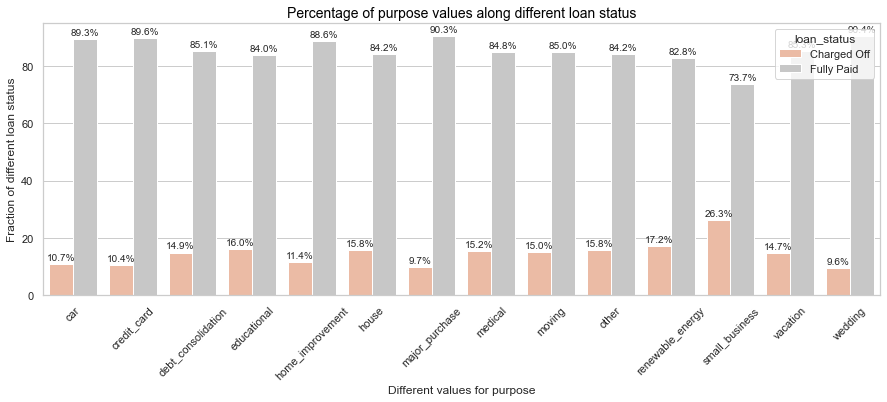 Percentage of purpose values along different loan status
Fraction of different loan status
80
60
40
20
0
89.3%
89.6%
85.1%
84.0%
88.6%
84.2%
90.3%
84.8%
85.0%
84.2%
82.8%
73.7%
90.4%
10.7%
10.4%
14.9%
16.0%
11.4%
15.8%
9.7%
15.2%
15.0%
15.8%
17.2%
26.3%
14.7%
9.6%
loan_status
Charged Off
Fully Paid
car
credit_card
debt_consolidation
educational
home_improvement
house
major_purchase
medical
moving
other
renewable_energy
small_business
vacation
wedding
Different values for purpose